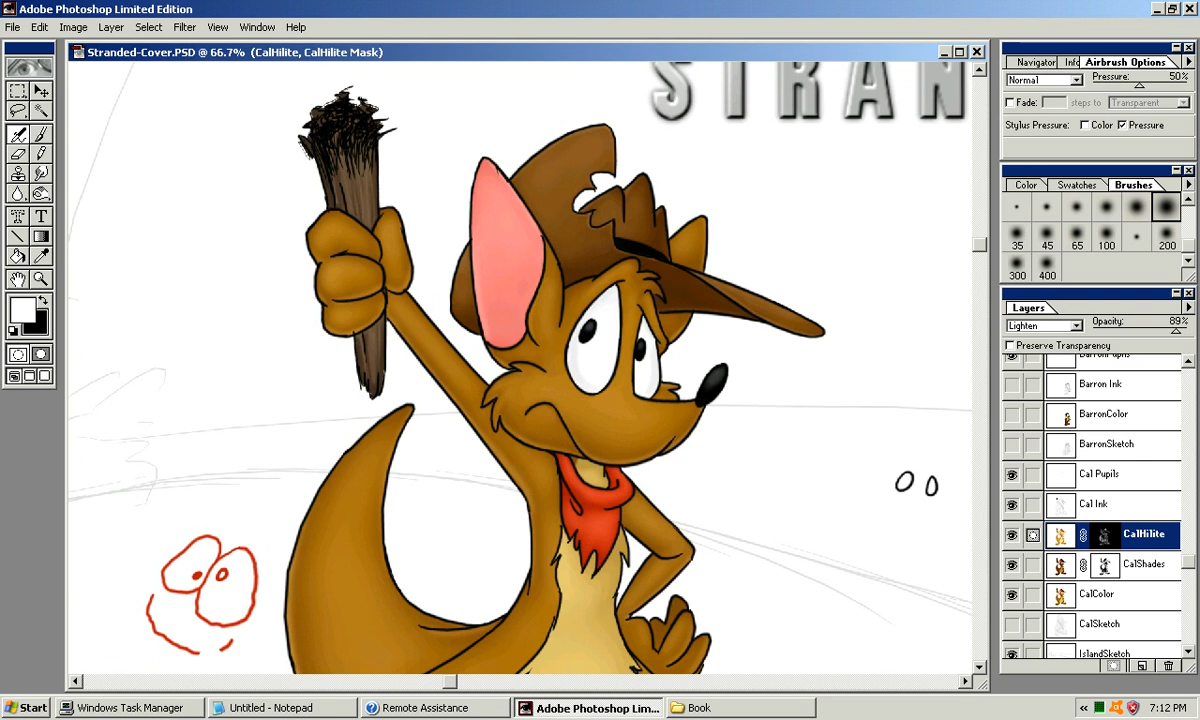 Adobe Photoshop Limited Edition
File Edit Image Layer Select Filter View Window Help
Stranded-Cover.PSD @ 66.7% (CalHilite, CalHilite Mask)
STRAN
Navigator Info Airbrush Options
Normal Pressure: 50%
Fade: steps to Transparent
Stylus Pressure: Color Pressure
Color Swatches Brushes
35 45 65 100 200
300 400
Layers
Lighten Opacity: 89%
Preserve Transparency
BarronPupils
Barron Ink
BarronColor
BarronSketch
Cal Pupils
Cal Ink
CalHilite
CalShades
CalColor
CalSketch
IslandSketch
Start Windows Task Manager Untitled - Notepad Remote Assistance Adobe Photoshop Lim... Book 7:12 PM